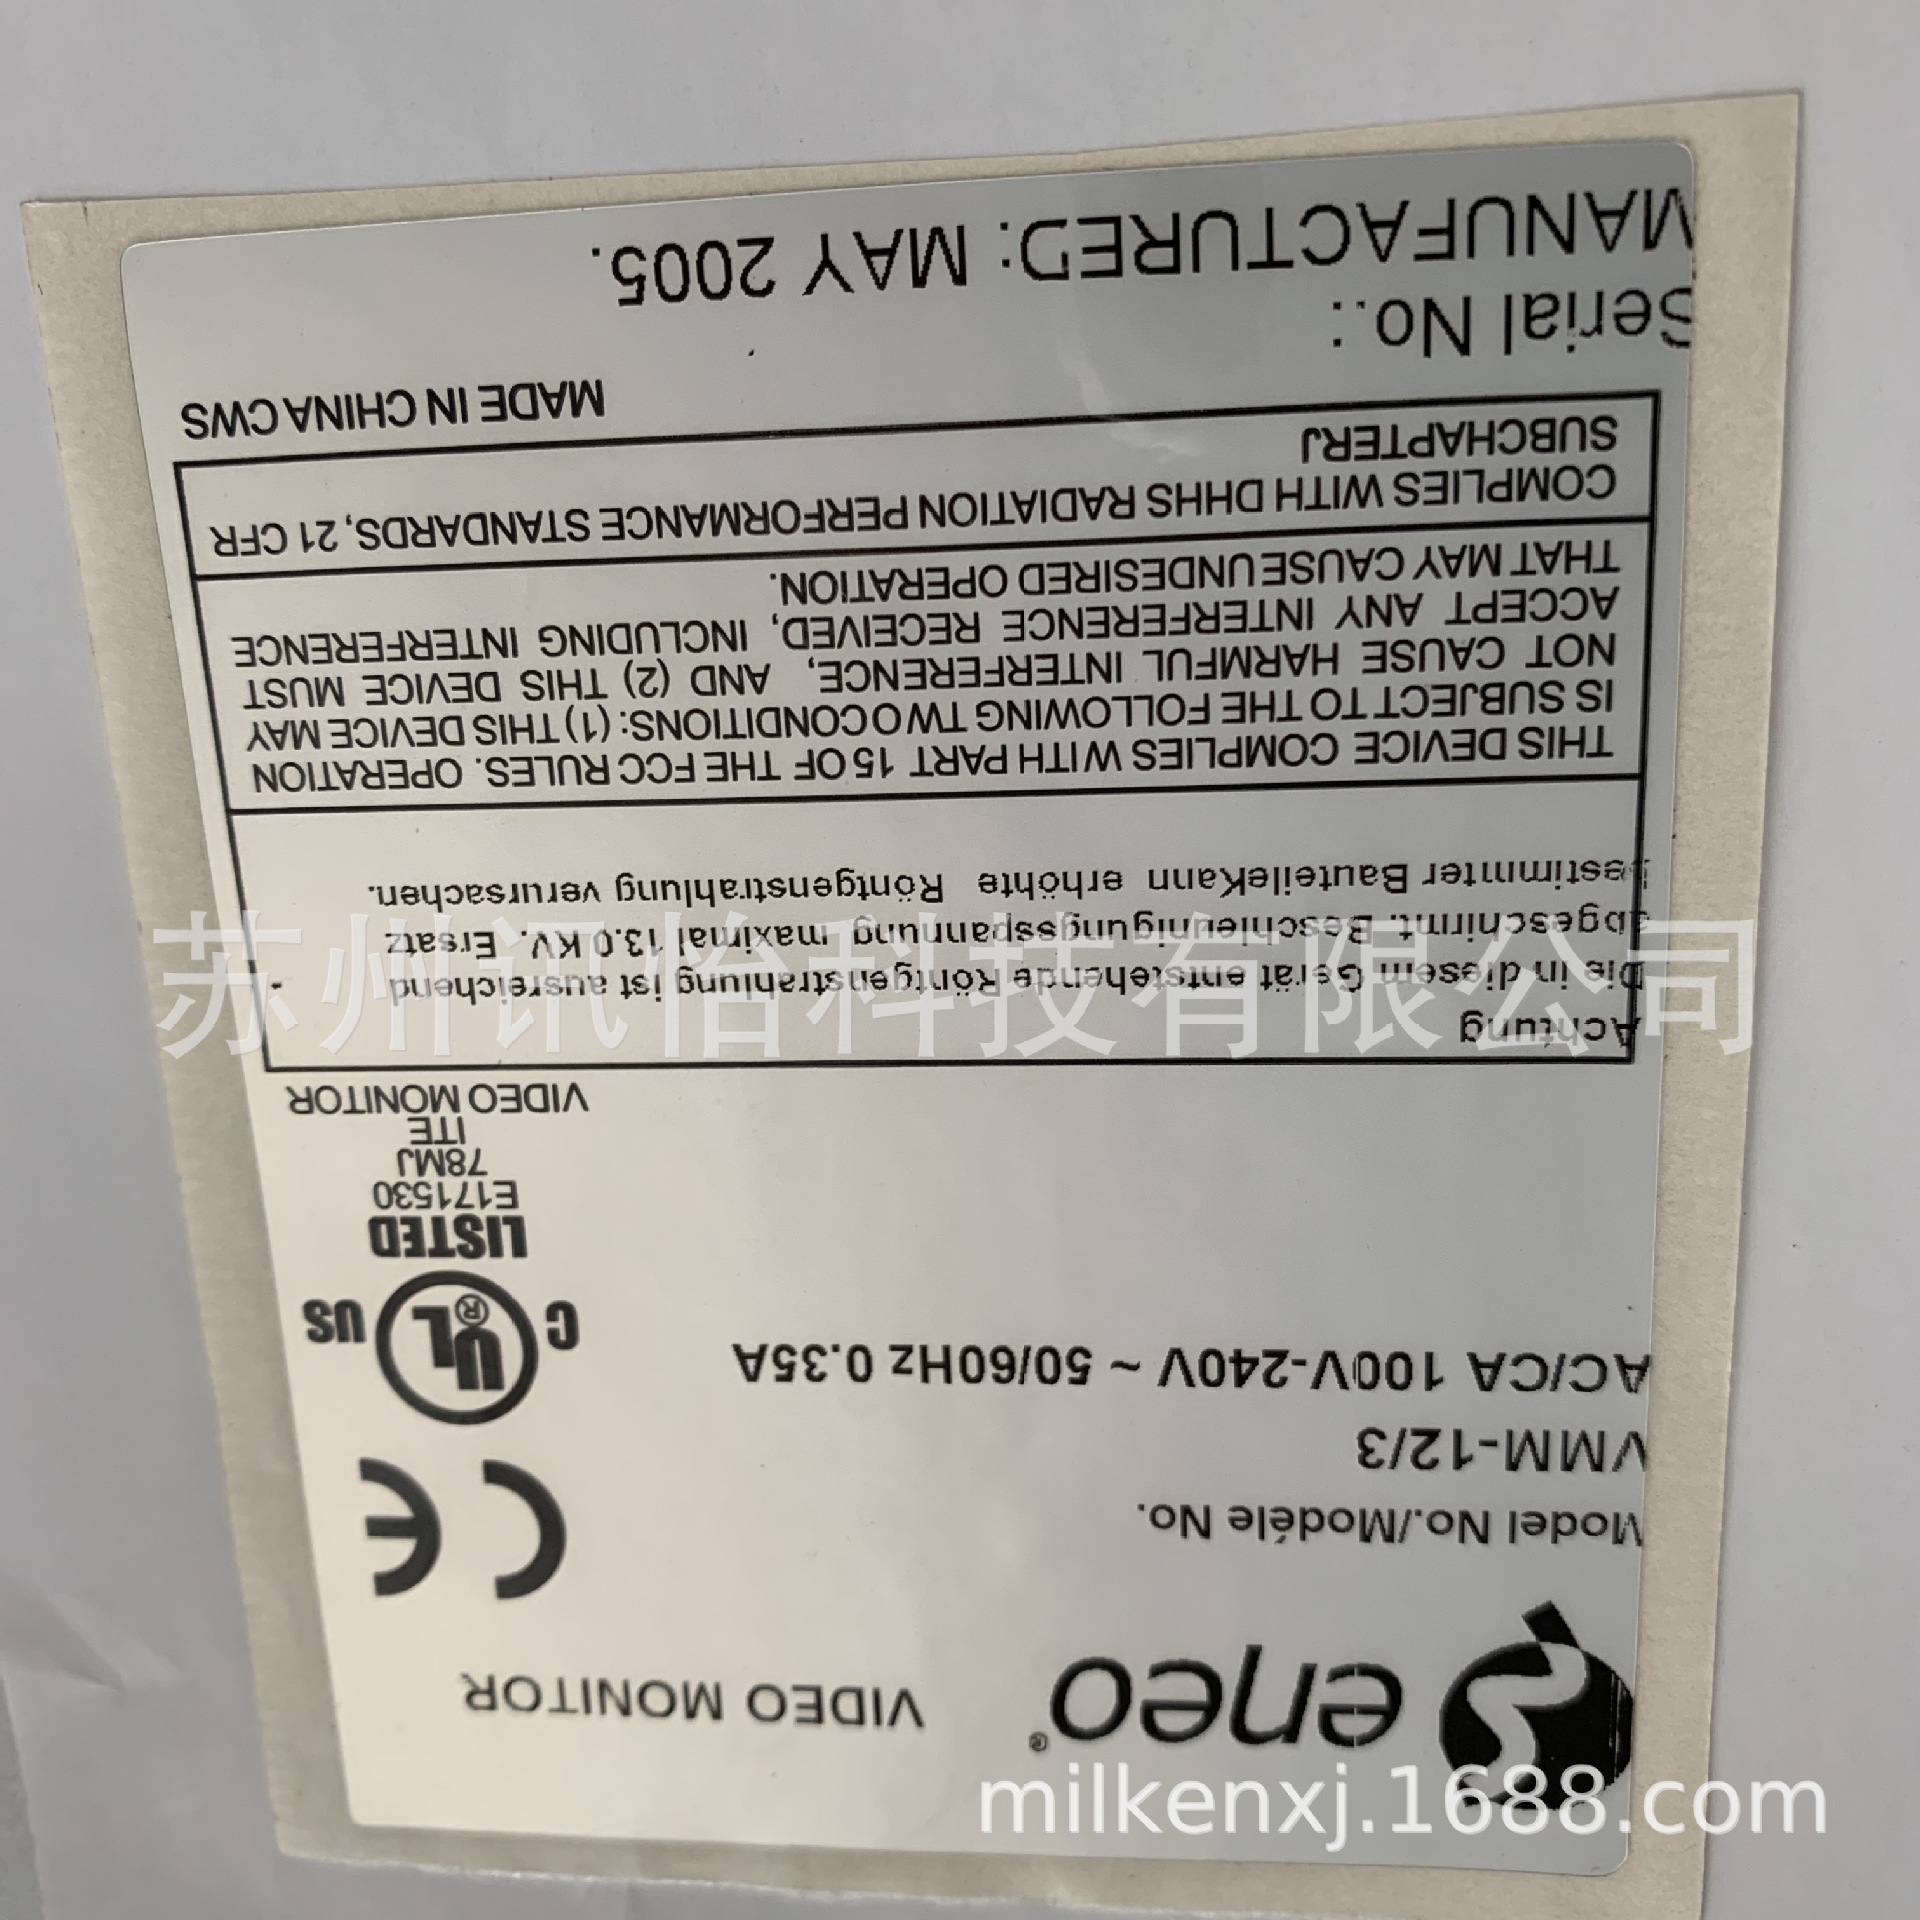 eneo® VIDEO MONITOR
Model No./Modéle No.
VMM-12/3
AC/CA 100V-240V ~ 50/60Hz 0.35A
CE
C UL® US
LISTED
E171530
78MJ
ITE
VIDEO MONITOR
Achtung
Die in diesem Gerät entstehende Röntgenstrahlung ist ausreichend
abgeschirmt. Beschleunigungsspannung maximal 13.0 KV. Ersatz
bestimmter BauteileKann erhöhte Röntgenstrahlung verursachen.
THIS DEVICE COMPLIES WITH PART 15 OF THE FCC RULES. OPERATION
IS SUBJECT TO THE FOLLOWING TWO CONDITIONS: (1) THIS DEVICE MAY
NOT CAUSE HARMFUL INTERFERENCE, AND (2) THIS DEVICE MUST
ACCEPT ANY INTERFERENCE RECEIVED, INCLUDING INTERFERENCE
THAT MAY CAUSE UNDESIRED OPERATION.
COMPLIES WITH DHHS RADIATION PERFORMANCE STANDARDS, 21 CFR
SUBCHAPTERJ
MADE IN CHINA CWS
Serial No.:
MANUFACTURED: MAY 2005.
苏州讯怡科技有限公司
milkenxj.1688.com